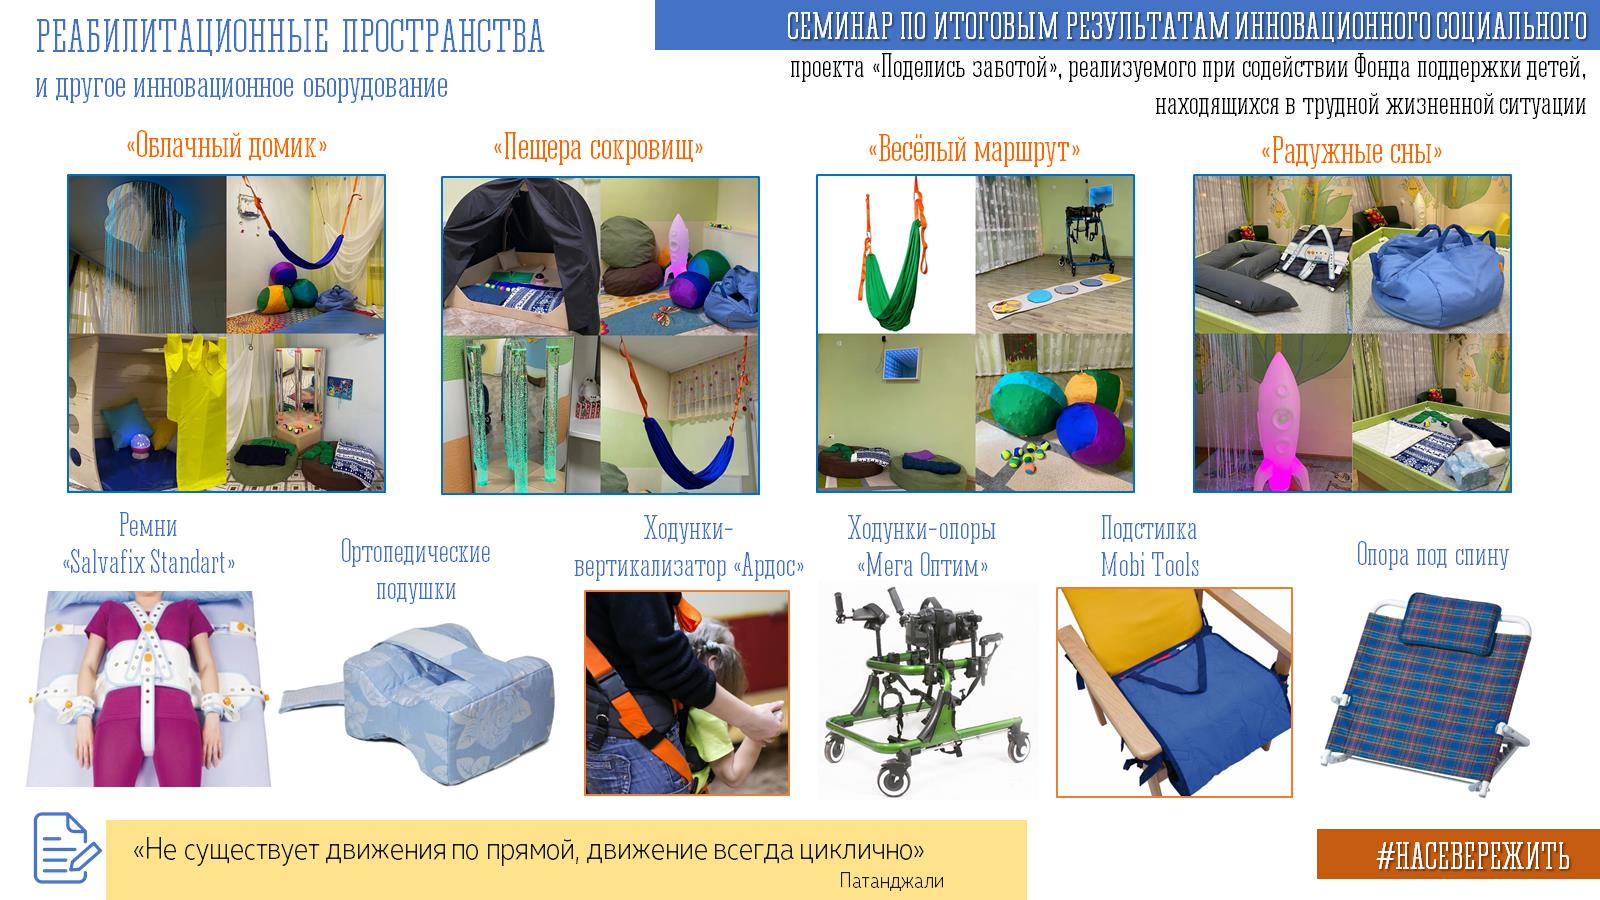 РЕАБИЛИТАЦИОННЫЕ ПРОСТРАНСТВА
и другое инновационное оборудование
СЕМИНАР ПО ИТОГОВЫМ РЕЗУЛЬТАТАМ ИННОВАЦИОННОГО СОЦИАЛЬНОГО
проекта «Поделись заботой», реализуемого при содействии Фонда поддержки детей,
находящихся в трудной жизненной ситуации
«Облачный домик»
«Пещера сокровищ»
«Весёлый маршрут»
«Радужные сны»
Ремни
«Salvafix Standart»
Ортопедические
подушки
Ходунки-
вертикализатор «Ардос»
Ходунки-опоры
«Мега Оптим»
Подстилка
Mobi Tools
Опора под спину
«Не существует движения по прямой, движение всегда циклично»
Патанджали
#НАСЕВЕРЕЖИТЬ